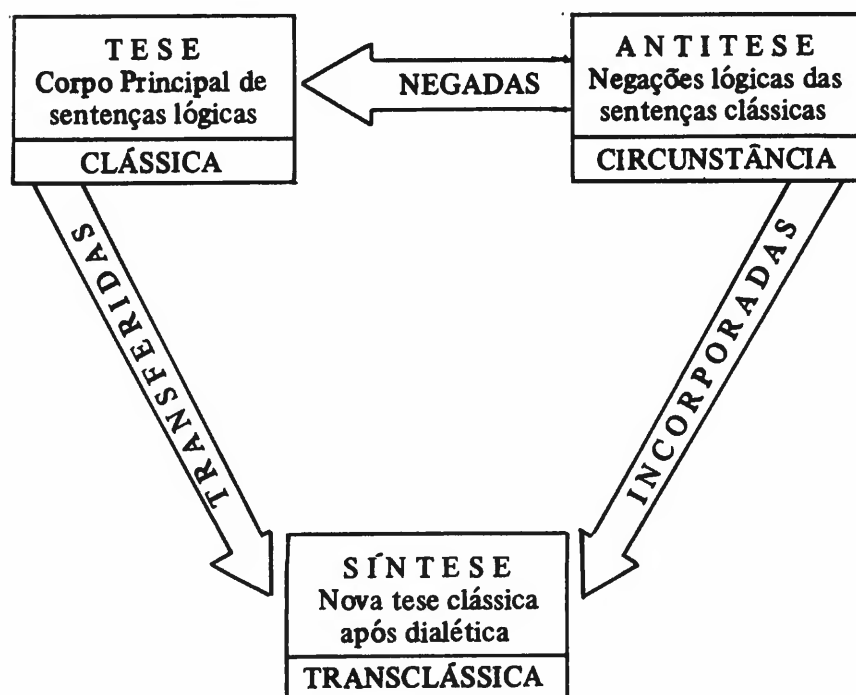 TESE
Corpo Principal de
sentenças lógicas
CLÁSSICA
NEGADAS
ANTITESE
Negações lógicas das
sentenças clássicas
CIRCUNSTÂNCIA
TRANSFERIDAS
INCORPORADAS
SÍNTESE
Nova tese clássica
após dialética
TRANSCLÁSSICA